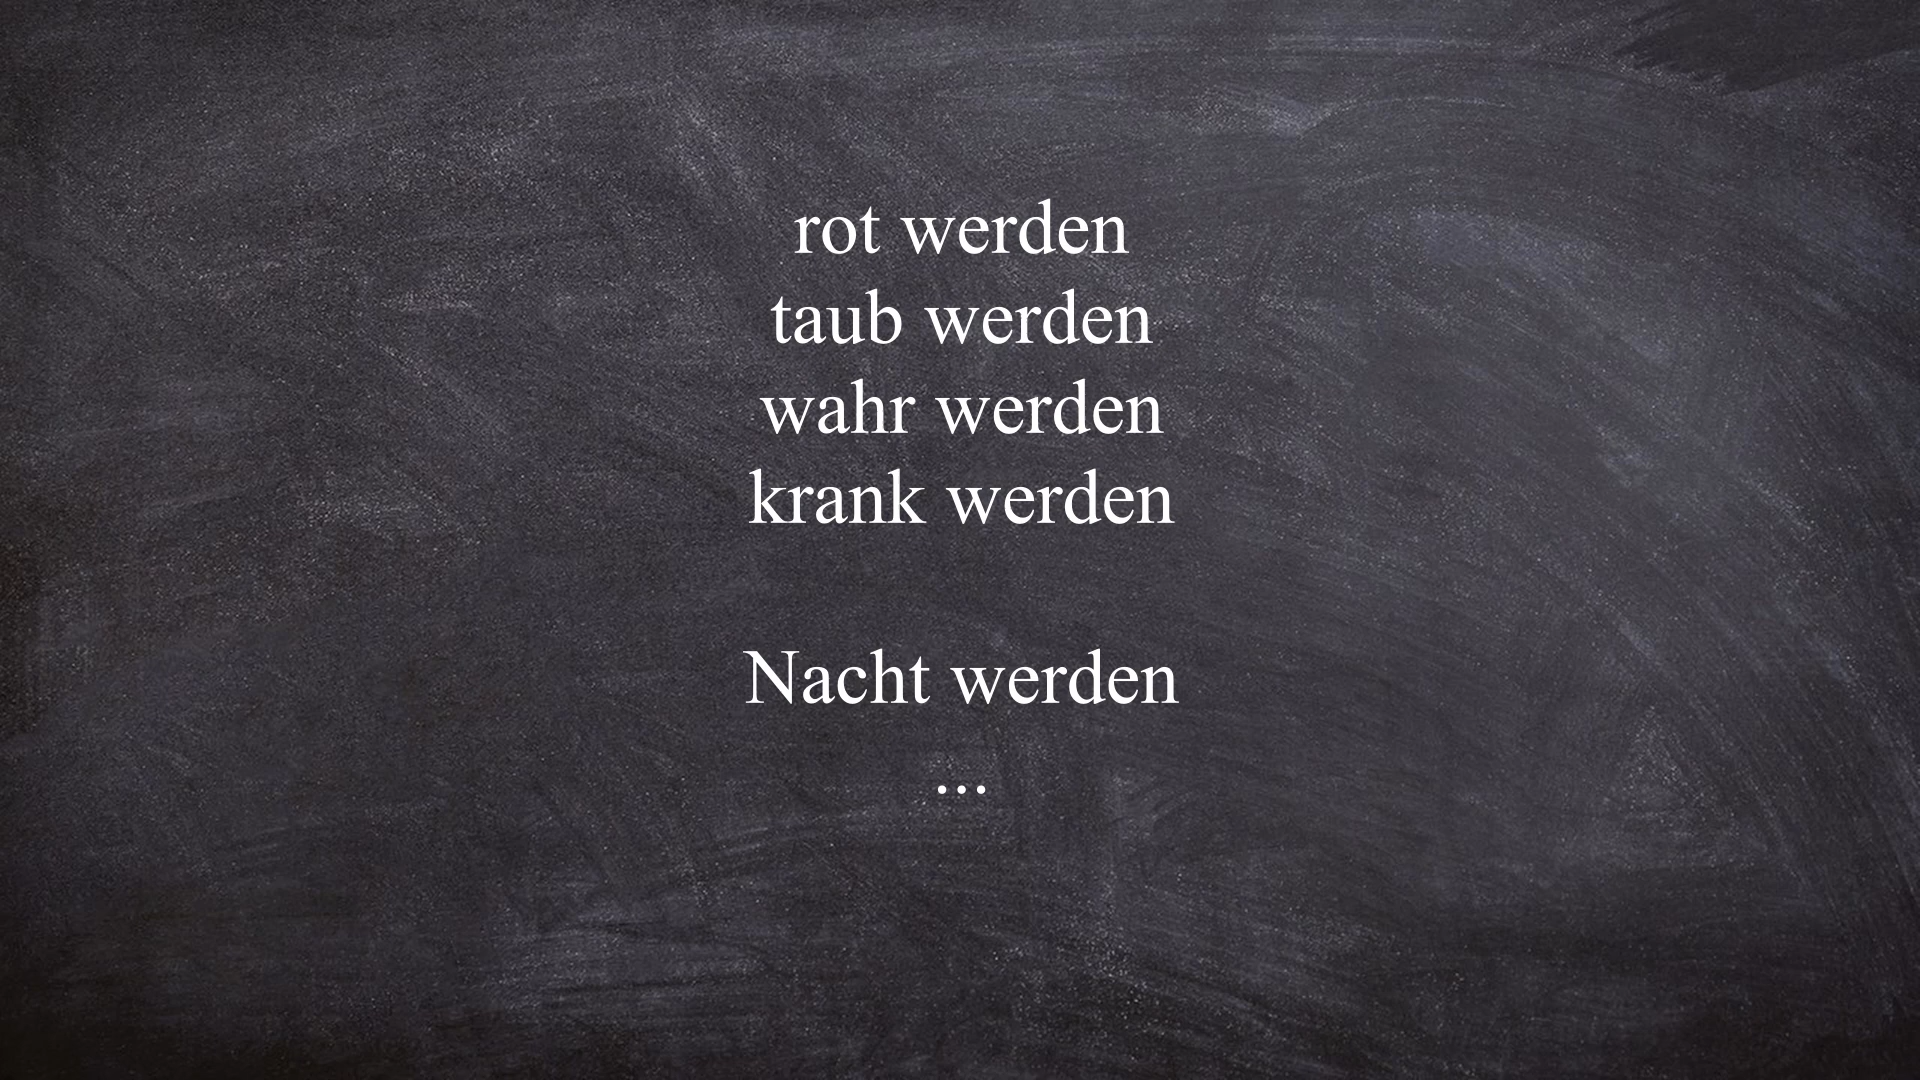 rot werden
taub werden
wahr werden
krank werden
Nacht werden
...